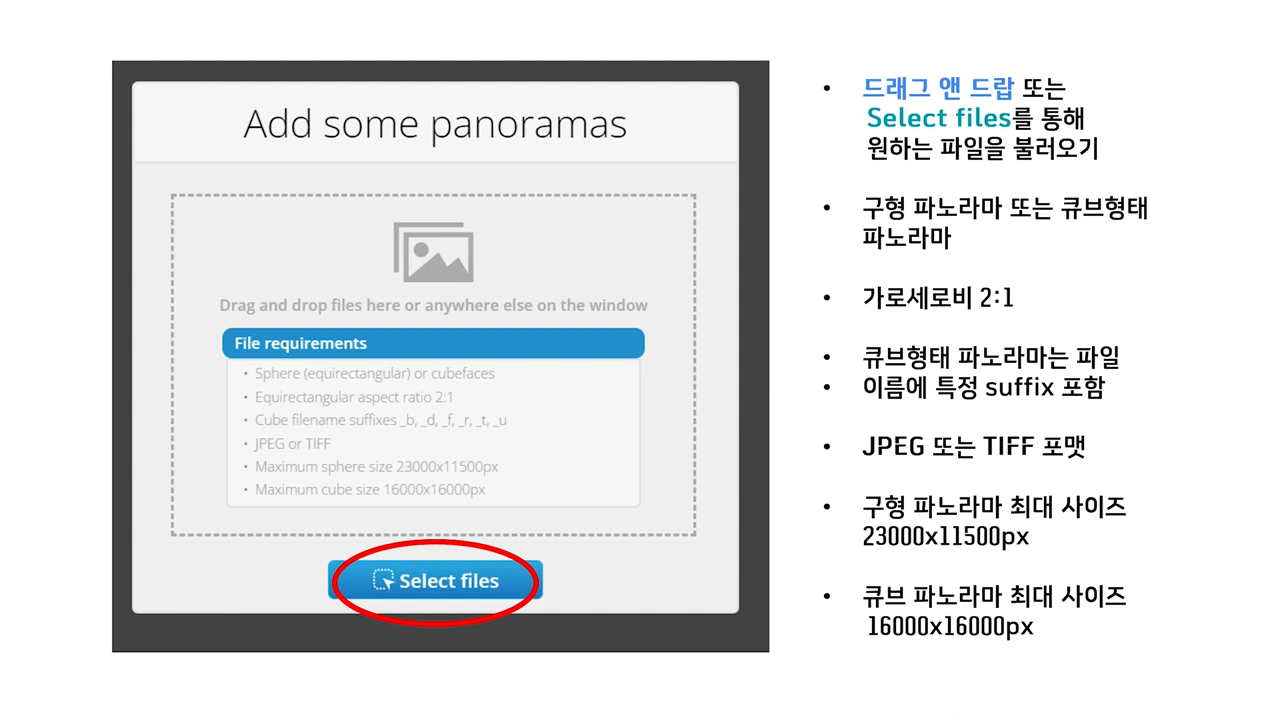 Add some panoramas
Drag and drop files here or anywhere else on the window
File requirements
• Sphere (equirectangular) or cubefaces
• Equirectangular aspect ratio 2:1
• Cube filename suffixes _b, _d, _f, _r, _t, _u
• JPEG or TIFF
• Maximum sphere size 23000x11500px
• Maximum cube size 16000x16000px
Select files
• 드래그 앤 드랍 또는
Select files를 통해
원하는 파일을 불러오기
• 구형 파노라마 또는 큐브형태
파노라마
• 가로세로비 2:1
• 큐브형태 파노라마는 파일
• 이름에 특정 suffix 포함
• JPEG 또는 TIFF 포맷
• 구형 파노라마 최대 사이즈
23000x11500px
• 큐브 파노라마 최대 사이즈
16000x16000px